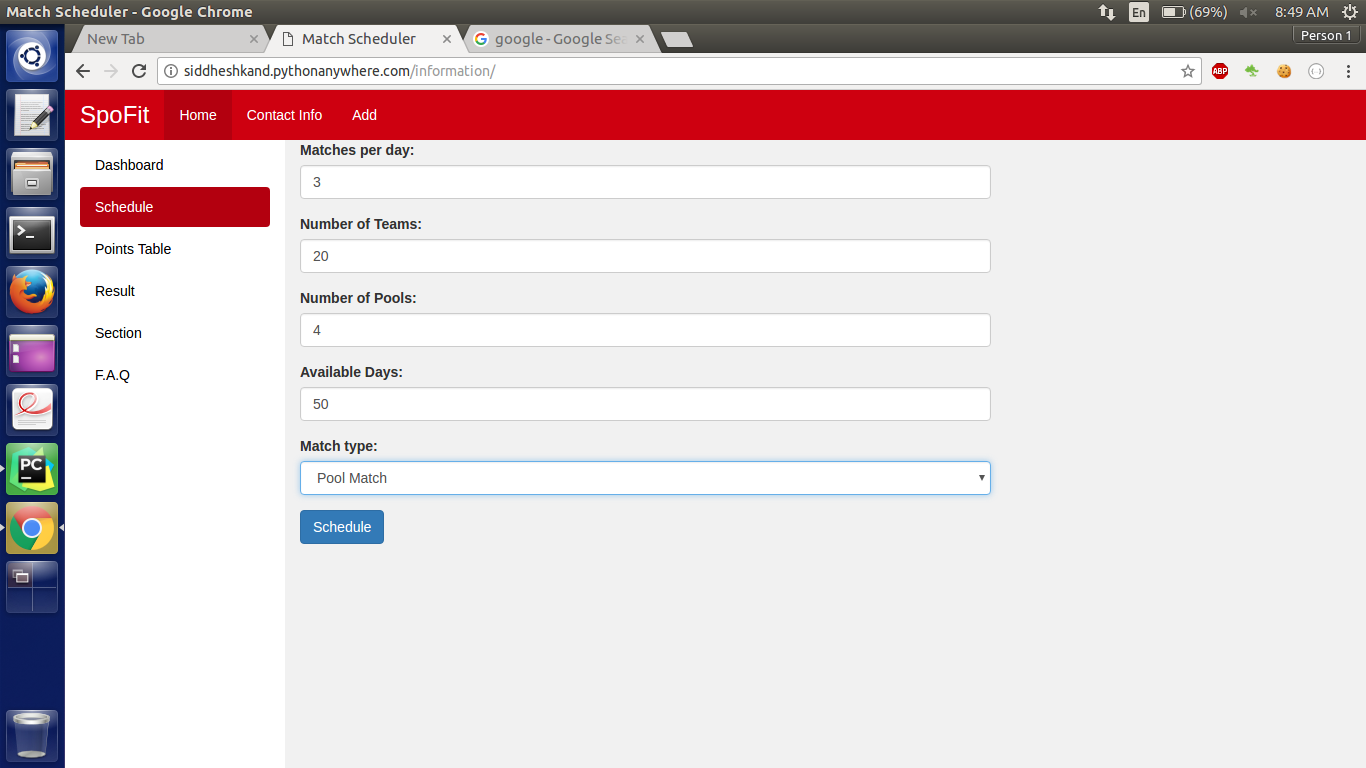 Match Scheduler - Google Chrome
En
(69%)
8:49 AM
New Tab
Match Scheduler
google - Google Sea
Person 1
siddheshkand.pythonanywhere.com/information/
ABP
SpoFit
Home
Contact Info
Add
Dashboard
Schedule
Points Table
Result
Section
F.A.Q
Matches per day:
3
Number of Teams:
20
Number of Pools:
4
Available Days:
50
Match type:
Pool Match
Schedule
PC